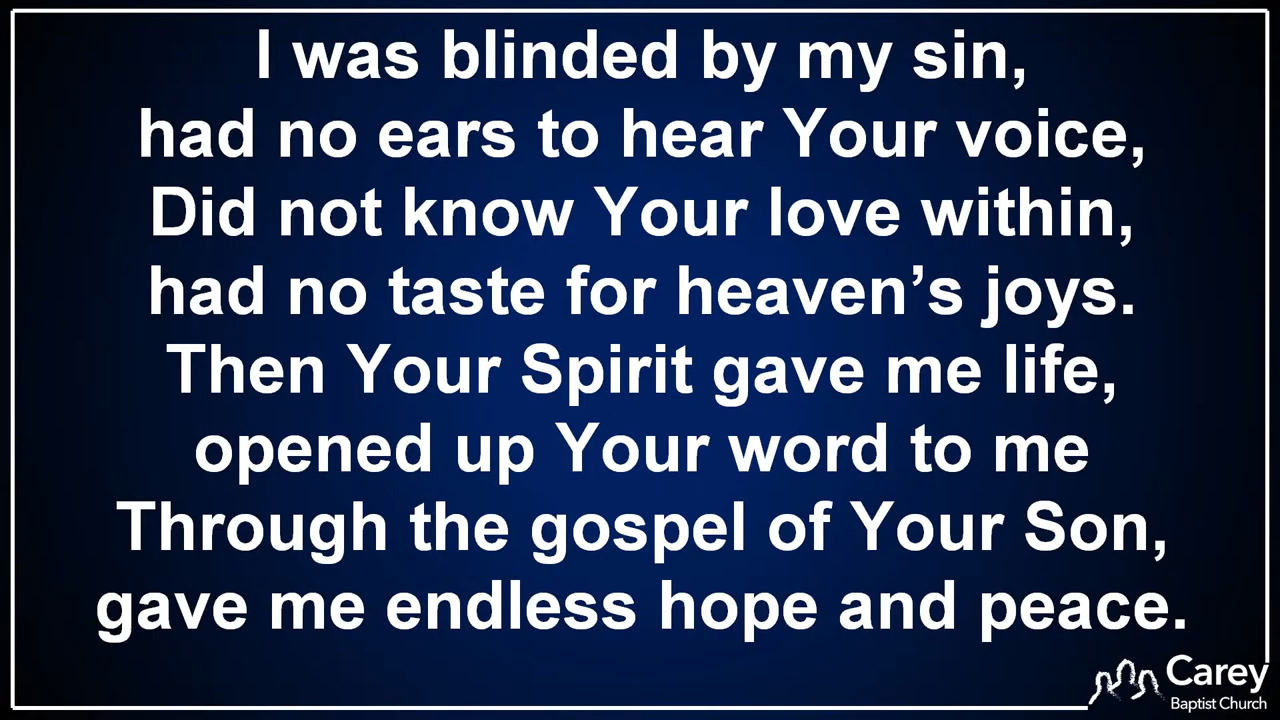 I was blinded by my sin,
had no ears to hear Your voice,
Did not know Your love within,
had no taste for heaven’s joys.
Then Your Spirit gave me life,
opened up Your word to me
Through the gospel of Your Son,
gave me endless hope and peace.
Carey
Baptist Church